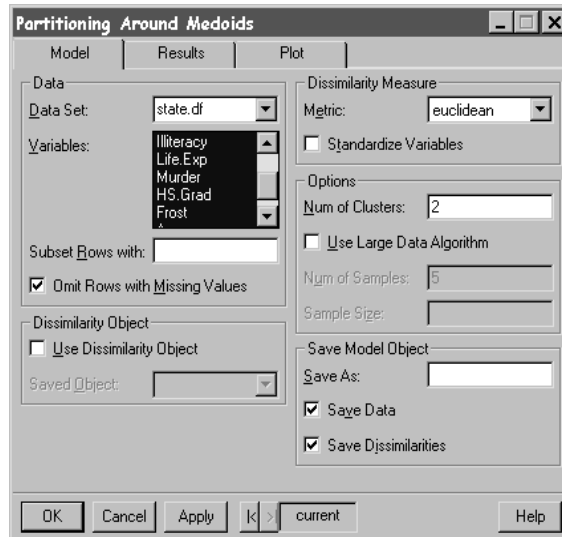 Partitioning Around Medoids
Model Results Plot
Data
Data Set: state.df
Variables: Illiteracy
Life.Exp
Murder
HS.Grad
Frost
Subset Rows with:
Omit Rows with Missing Values
Dissimilarity Object
Use Dissimilarity Object
Saved Object:
Dissimilarity Measure
Metric: euclidean
Standardize Variables
Options
Num of Clusters: 2
Use Large Data Algorithm
Num of Samples: 5
Sample Size:
Save Model Object
Save As:
Save Data
Save Dissimilarities
OK Cancel Apply current Help